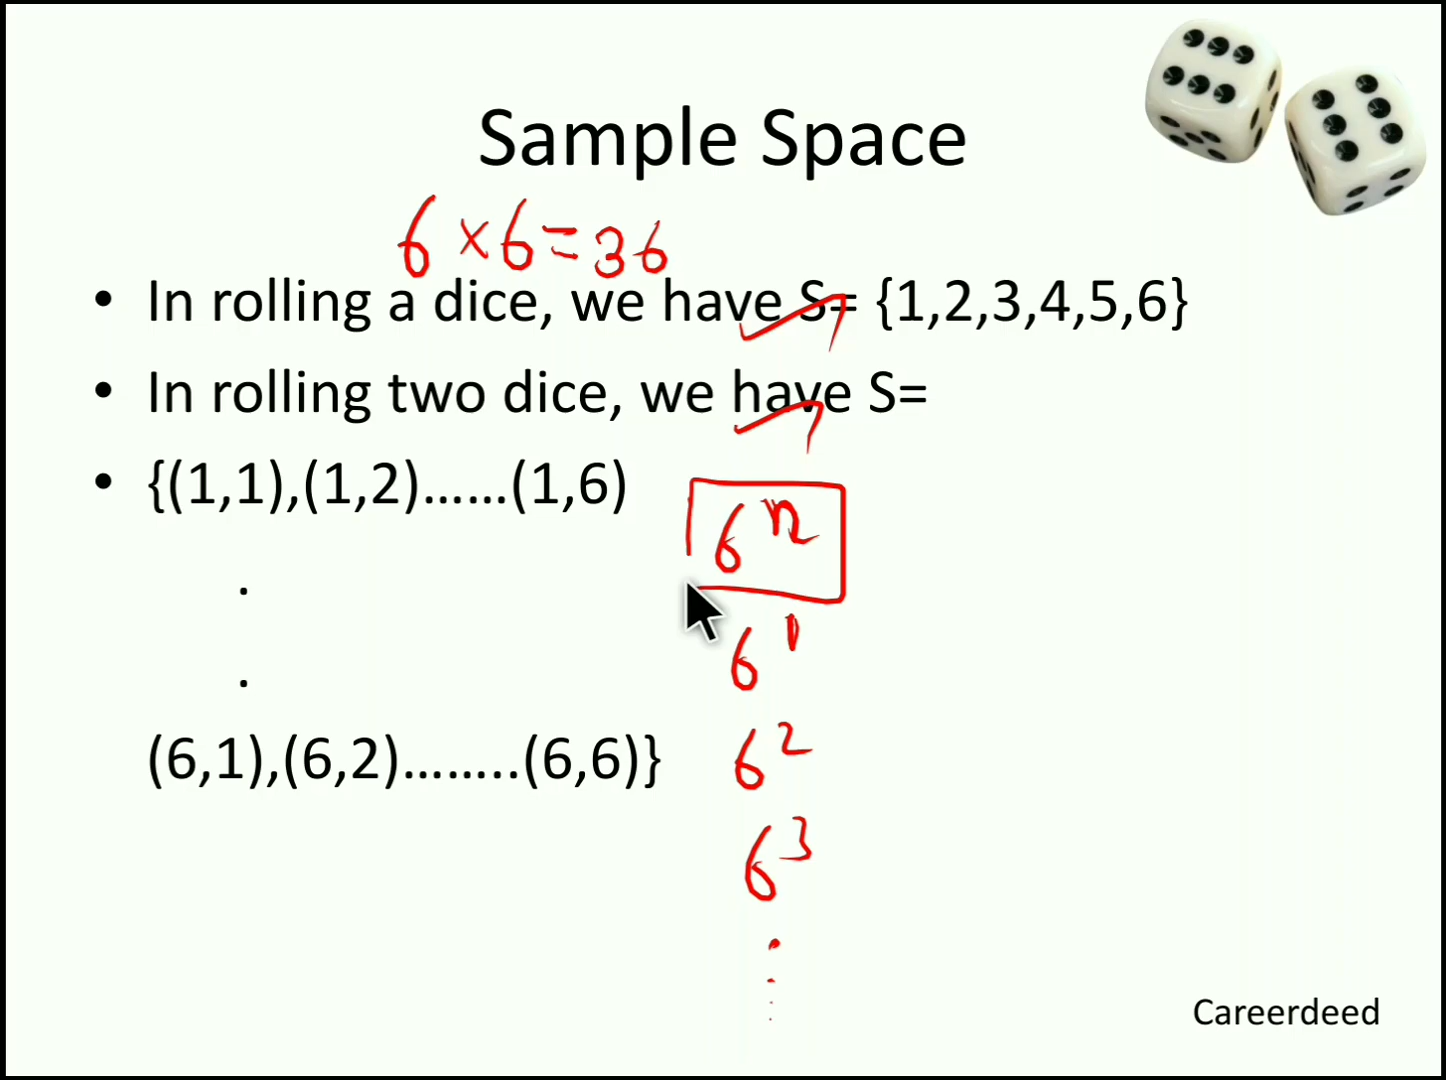 Sample Space
6 × 6 = 36
• In rolling a dice, we have S= {1,2,3,4,5,6}
• In rolling two dice, we have S=
• {(1,1),(1,2)......(1,6)
6ⁿ
.
6¹
.
(6,1),(6,2)........(6,6)}
6²
6³
⋮
Careerdeed